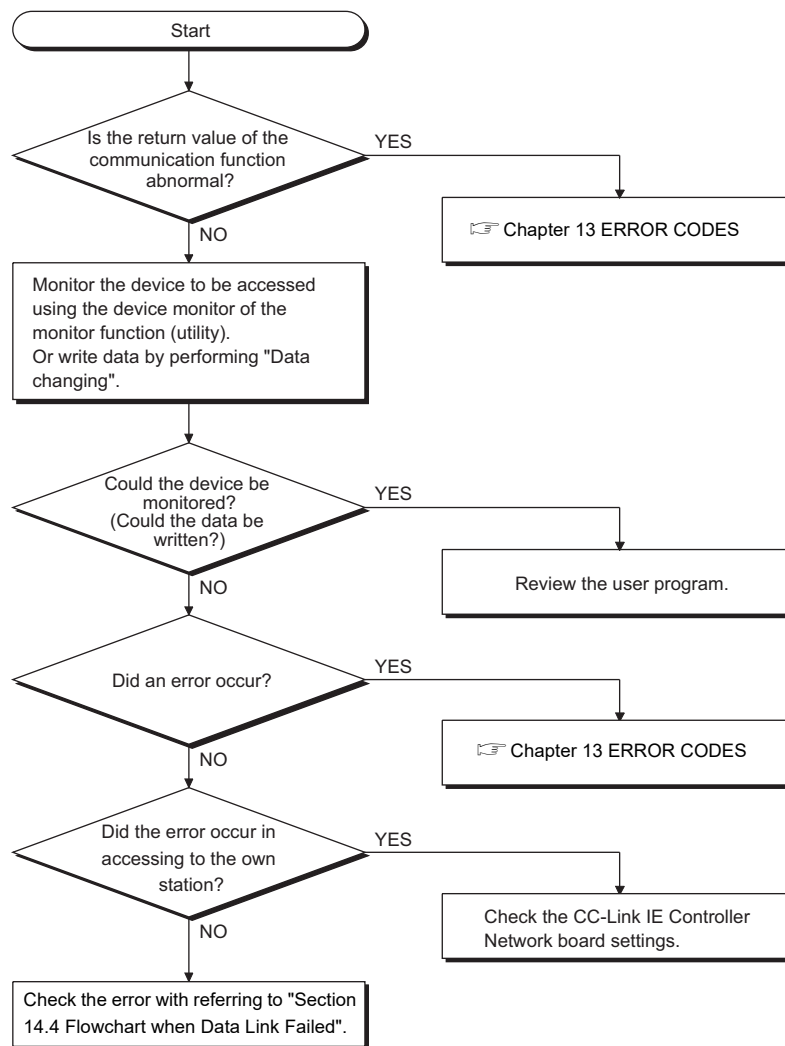 Start
Is the return value of the
communication function
abnormal?
YES
☞ Chapter 13 ERROR CODES
NO
Monitor the device to be accessed
using the device monitor of the
monitor function (utility).
Or write data by performing "Data
changing".
Could the device be
monitored?
(Could the data be
written?)
YES
Review the user program.
NO
Did an error occur?
YES
☞ Chapter 13 ERROR CODES
NO
Did the error occur in
accessing to the own
station?
YES
Check the CC-Link IE Controller
Network board settings.
NO
Check the error with referring to "Section
14.4 Flowchart when Data Link Failed".